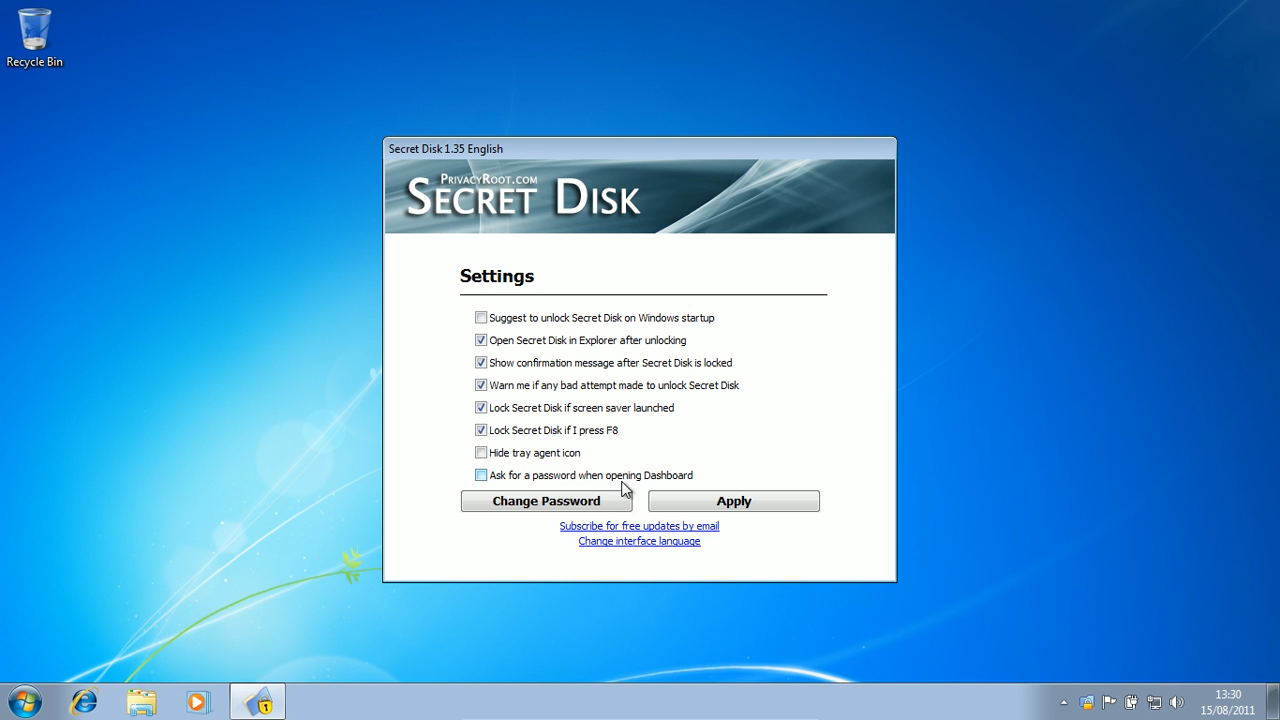 Recycle Bin
Secret Disk 1.35 English
PRIVACYROOT.COM
SECRET DISK
Settings
Suggest to unlock Secret Disk on Windows startup
Open Secret Disk in Explorer after unlocking
Show confirmation message after Secret Disk is locked
Warn me if any bad attempt made to unlock Secret Disk
Lock Secret Disk if screen saver launched
Lock Secret Disk if I press F8
Hide tray agent icon
Ask for a password when opening Dashboard
Change Password
Apply
Subscribe for free updates by email
Change interface language
13:30
15/08/2011